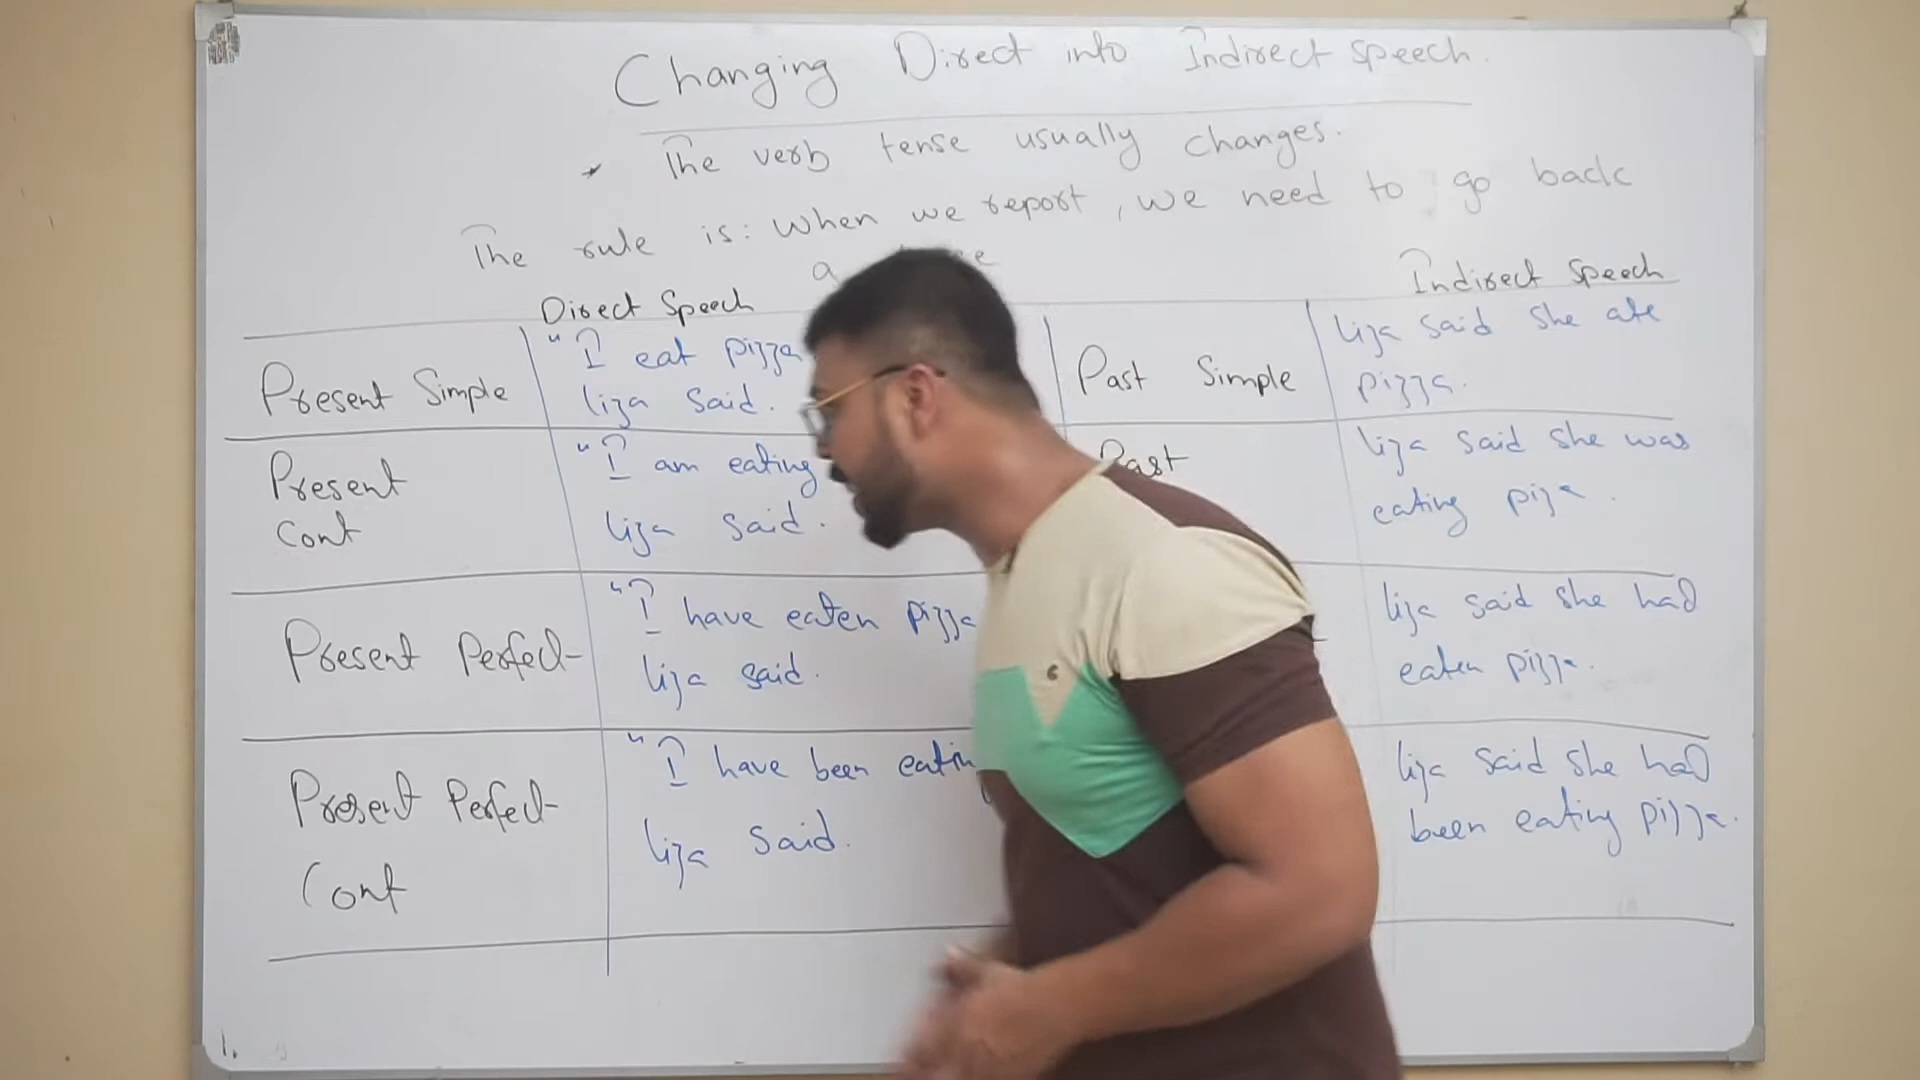 Changing Direct into Indirect speech.
* The verb tense usually changes.
The rule is: when we report, we need to go back
a
Direct Speech
Indirect speech
Present Simple
"I eat pizza
liza said.
Past Simple
liza said she ate
pizza.
Present
Cont
"I am eating
liza said.
Past
liza said she was
eating piza.
Present Perfect
"I have eaten pizza
liza said.
liza said she had
eaten pizza.
Present Perfect
Cont
"I have been eatin
liza said.
liza said she had
been eating pizza.
1.